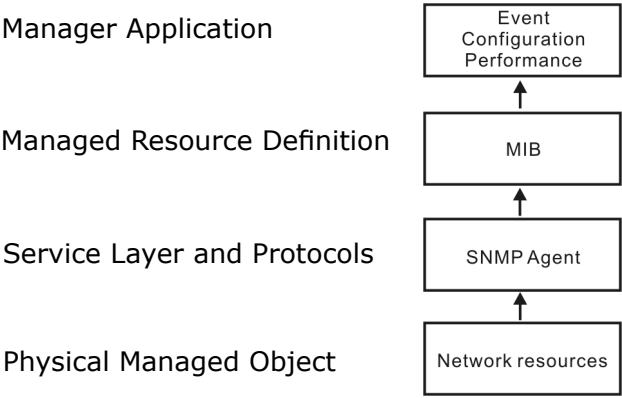 Manager Application
Event
Configuration
Performance
Managed Resource Definition
MIB
Service Layer and Protocols
SNMP Agent
Physical Managed Object
Network resources